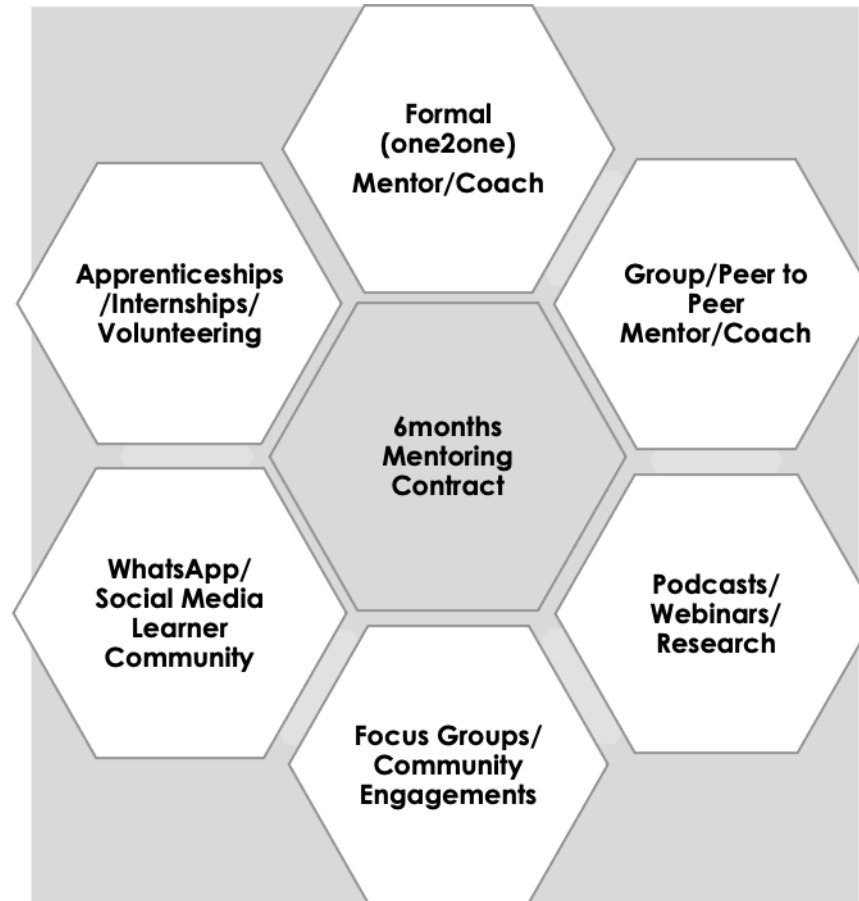 Formal
(one2one)
Mentor/Coach
Group/Peer to
Peer
Mentor/Coach
Podcasts/
Webinars/
Research
Focus Groups/
Community
Engagements
WhatsApp/
Social Media
Learner
Community
Apprenticeships
/Internships/
Volunteering
6months
Mentoring
Contract